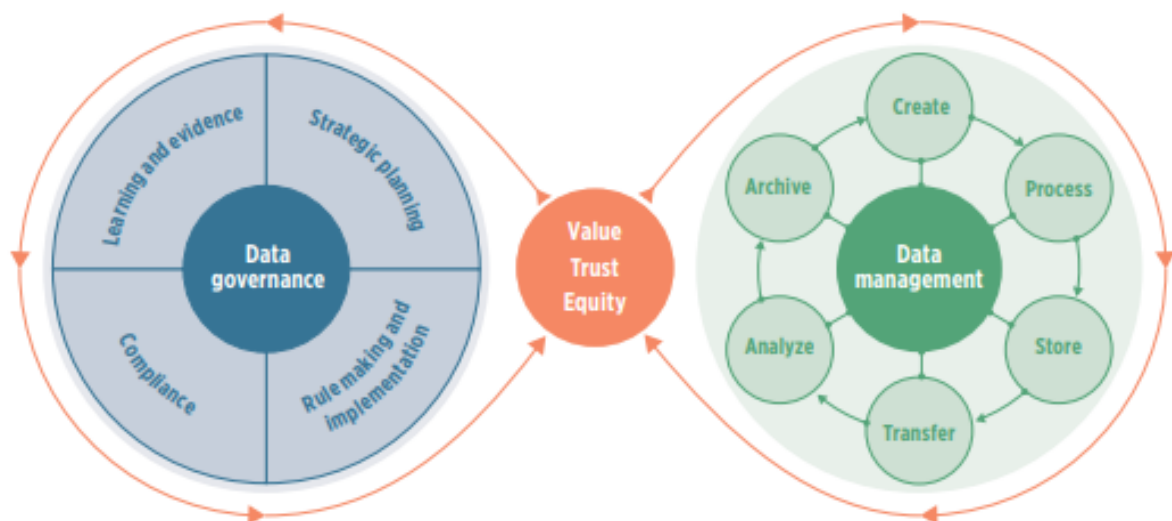 Learning and evidence
Strategic planning
Data
governance
Compliance
Rule making and
implementation
Value
Trust
Equity
Create
Process
Store
Transfer
Analyze
Archive
Data
management